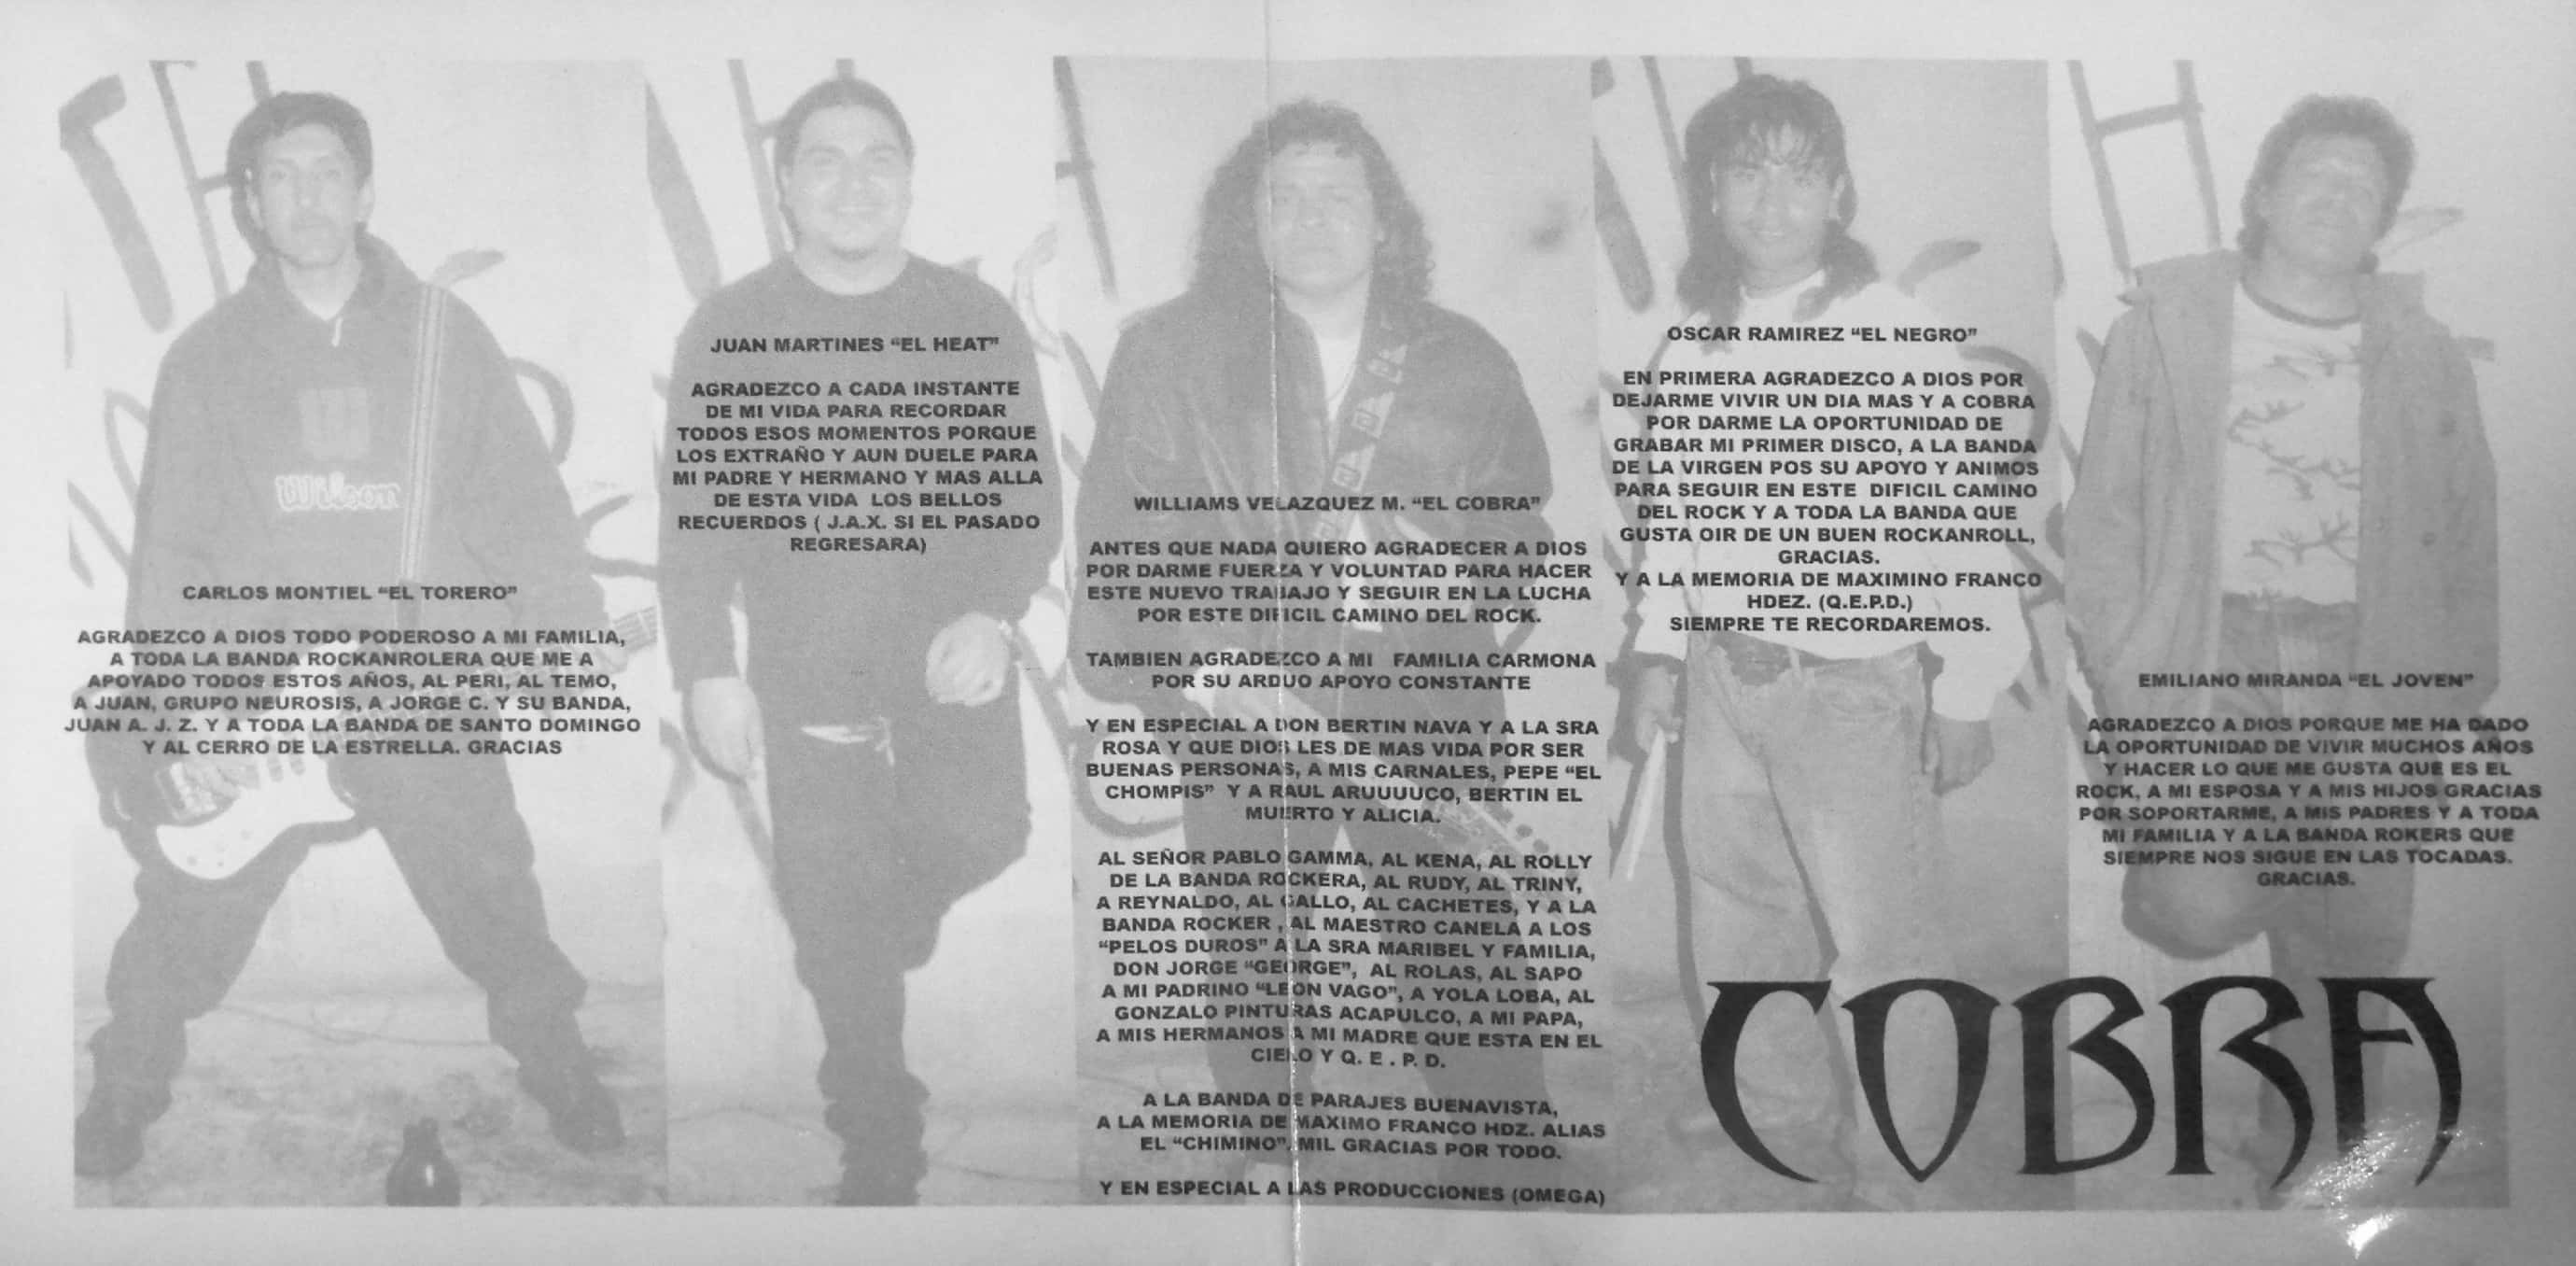 Wilson
CARLOS MONTIEL “EL TORERO”
AGRADEZCO A DIOS TODO PODEROSO A MI FAMILIA,
A TODA LA BANDA ROCKANROLERA QUE ME A
APOYADO TODOS ESTOS AÑOS, AL PERI, AL TEMO,
A JUAN, GRUPO NEUROSIS, A JORGE C. Y SU BANDA,
JUAN A. J. Z. Y A TODA LA BANDA DE SANTO DOMINGO
Y AL CERRO DE LA ESTRELLA. GRACIAS
JUAN MARTINES “EL HEAT”
AGRADEZCO A CADA INSTANTE
DE MI VIDA PARA RECORDAR
TODOS ESOS MOMENTOS PORQUE
LOS EXTRAÑO Y AUN DUELE PARA
MI PADRE Y HERMANO Y MAS ALLA
DE ESTA VIDA LOS BELLOS
RECUERDOS ( J.A.X. SI EL PASADO
REGRESARA)
WILLIAMS VELAZQUEZ M. “EL COBRA”
ANTES QUE NADA QUIERO AGRADECER A DIOS
POR DARME FUERZA Y VOLUNTAD PARA HACER
ESTE NUEVO TRABAJO Y SEGUIR EN LA LUCHA
POR ESTE DIFICIL CAMINO DEL ROCK.
TAMBIEN AGRADEZCO A MI FAMILIA CARMONA
POR SU ARDUO APOYO CONSTANTE
Y EN ESPECIAL A DON BERTIN NAVA Y A LA SRA
ROSA Y QUE DIOS LES DE MAS VIDA POR SER
BUENAS PERSONAS, A MIS CARNALES, PEPE “EL
CHOMPIS” Y A RAUL ARUUUUCO, BERTIN EL
MUERTO Y ALICIA.
AL SEÑOR PABLO GAMMA, AL KENA, AL ROLLY
DE LA BANDA ROCKERA, AL RUDY, AL TRINY,
A REYNALDO, AL GALLO, AL CACHETES, Y A LA
BANDA ROCKER , AL MAESTRO CANELA A LOS
“PELOS DUROS” A LA SRA MARIBEL Y FAMILIA,
DON JORGE “GEORGE”, AL ROLAS, AL SAPO
A MI PADRINO “LEON VAGO”, A YOLA LOBA, AL
GONZALO PINTURAS ACAPULCO, A MI PAPA,
A MIS HERMANOS A MI MADRE QUE ESTA EN EL
CIELO Y Q. E . P. D.
A LA BANDA DE PARAJES BUENAVISTA,
A LA MEMORIA DE MAXIMO FRANCO HDZ. ALIAS
EL “CHIMINO”, MIL GRACIAS POR TODO.
Y EN ESPECIAL A LAS PRODUCCIONES (OMEGA)
OSCAR RAMIREZ “EL NEGRO”
EN PRIMERA AGRADEZCO A DIOS POR
DEJARME VIVIR UN DIA MAS Y A COBRA
POR DARME LA OPORTUNIDAD DE
GRABAR MI PRIMER DISCO, A LA BANDA
DE LA VIRGEN POS SU APOYO Y ANIMOS
PARA SEGUIR EN ESTE DIFICIL CAMINO
DEL ROCK Y A TODA LA BANDA QUE
GUSTA OIR DE UN BUEN ROCKANROLL,
GRACIAS.
Y A LA MEMORIA DE MAXIMINO FRANCO
HDEZ. (Q.E.P.D.)
SIEMPRE TE RECORDAREMOS.
EMILIANO MIRANDA “EL JOVEN”
AGRADEZCO A DIOS PORQUE ME HA DADO
LA OPORTUNIDAD DE VIVIR MUCHOS AÑOS
Y HACER LO QUE ME GUSTA QUE ES EL
ROCK, A MI ESPOSA Y A MIS HIJOS GRACIAS
POR SOPORTARME, A MIS PADRES Y A TODA
MI FAMILIA Y A LA BANDA ROKERS QUE
SIEMPRE NOS SIGUE EN LAS TOCADAS.
GRACIAS.
COBRA